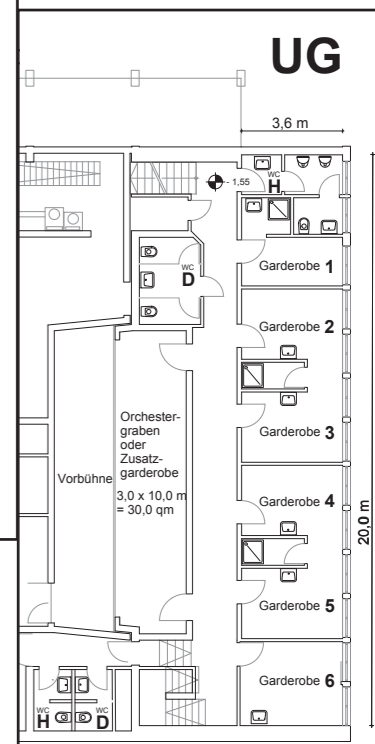 UG
3,6 m
- 1,55
WC
H
WC
D
Garderobe 1
Garderobe 2
Garderobe 3
Orchester-
graben
oder
Zusatz-
garderobe
3,0 x 10,0 m
= 30,0 qm
Vorbühne
Garderobe 4
20,0 m
Garderobe 5
Garderobe 6
WC
H
WC
D